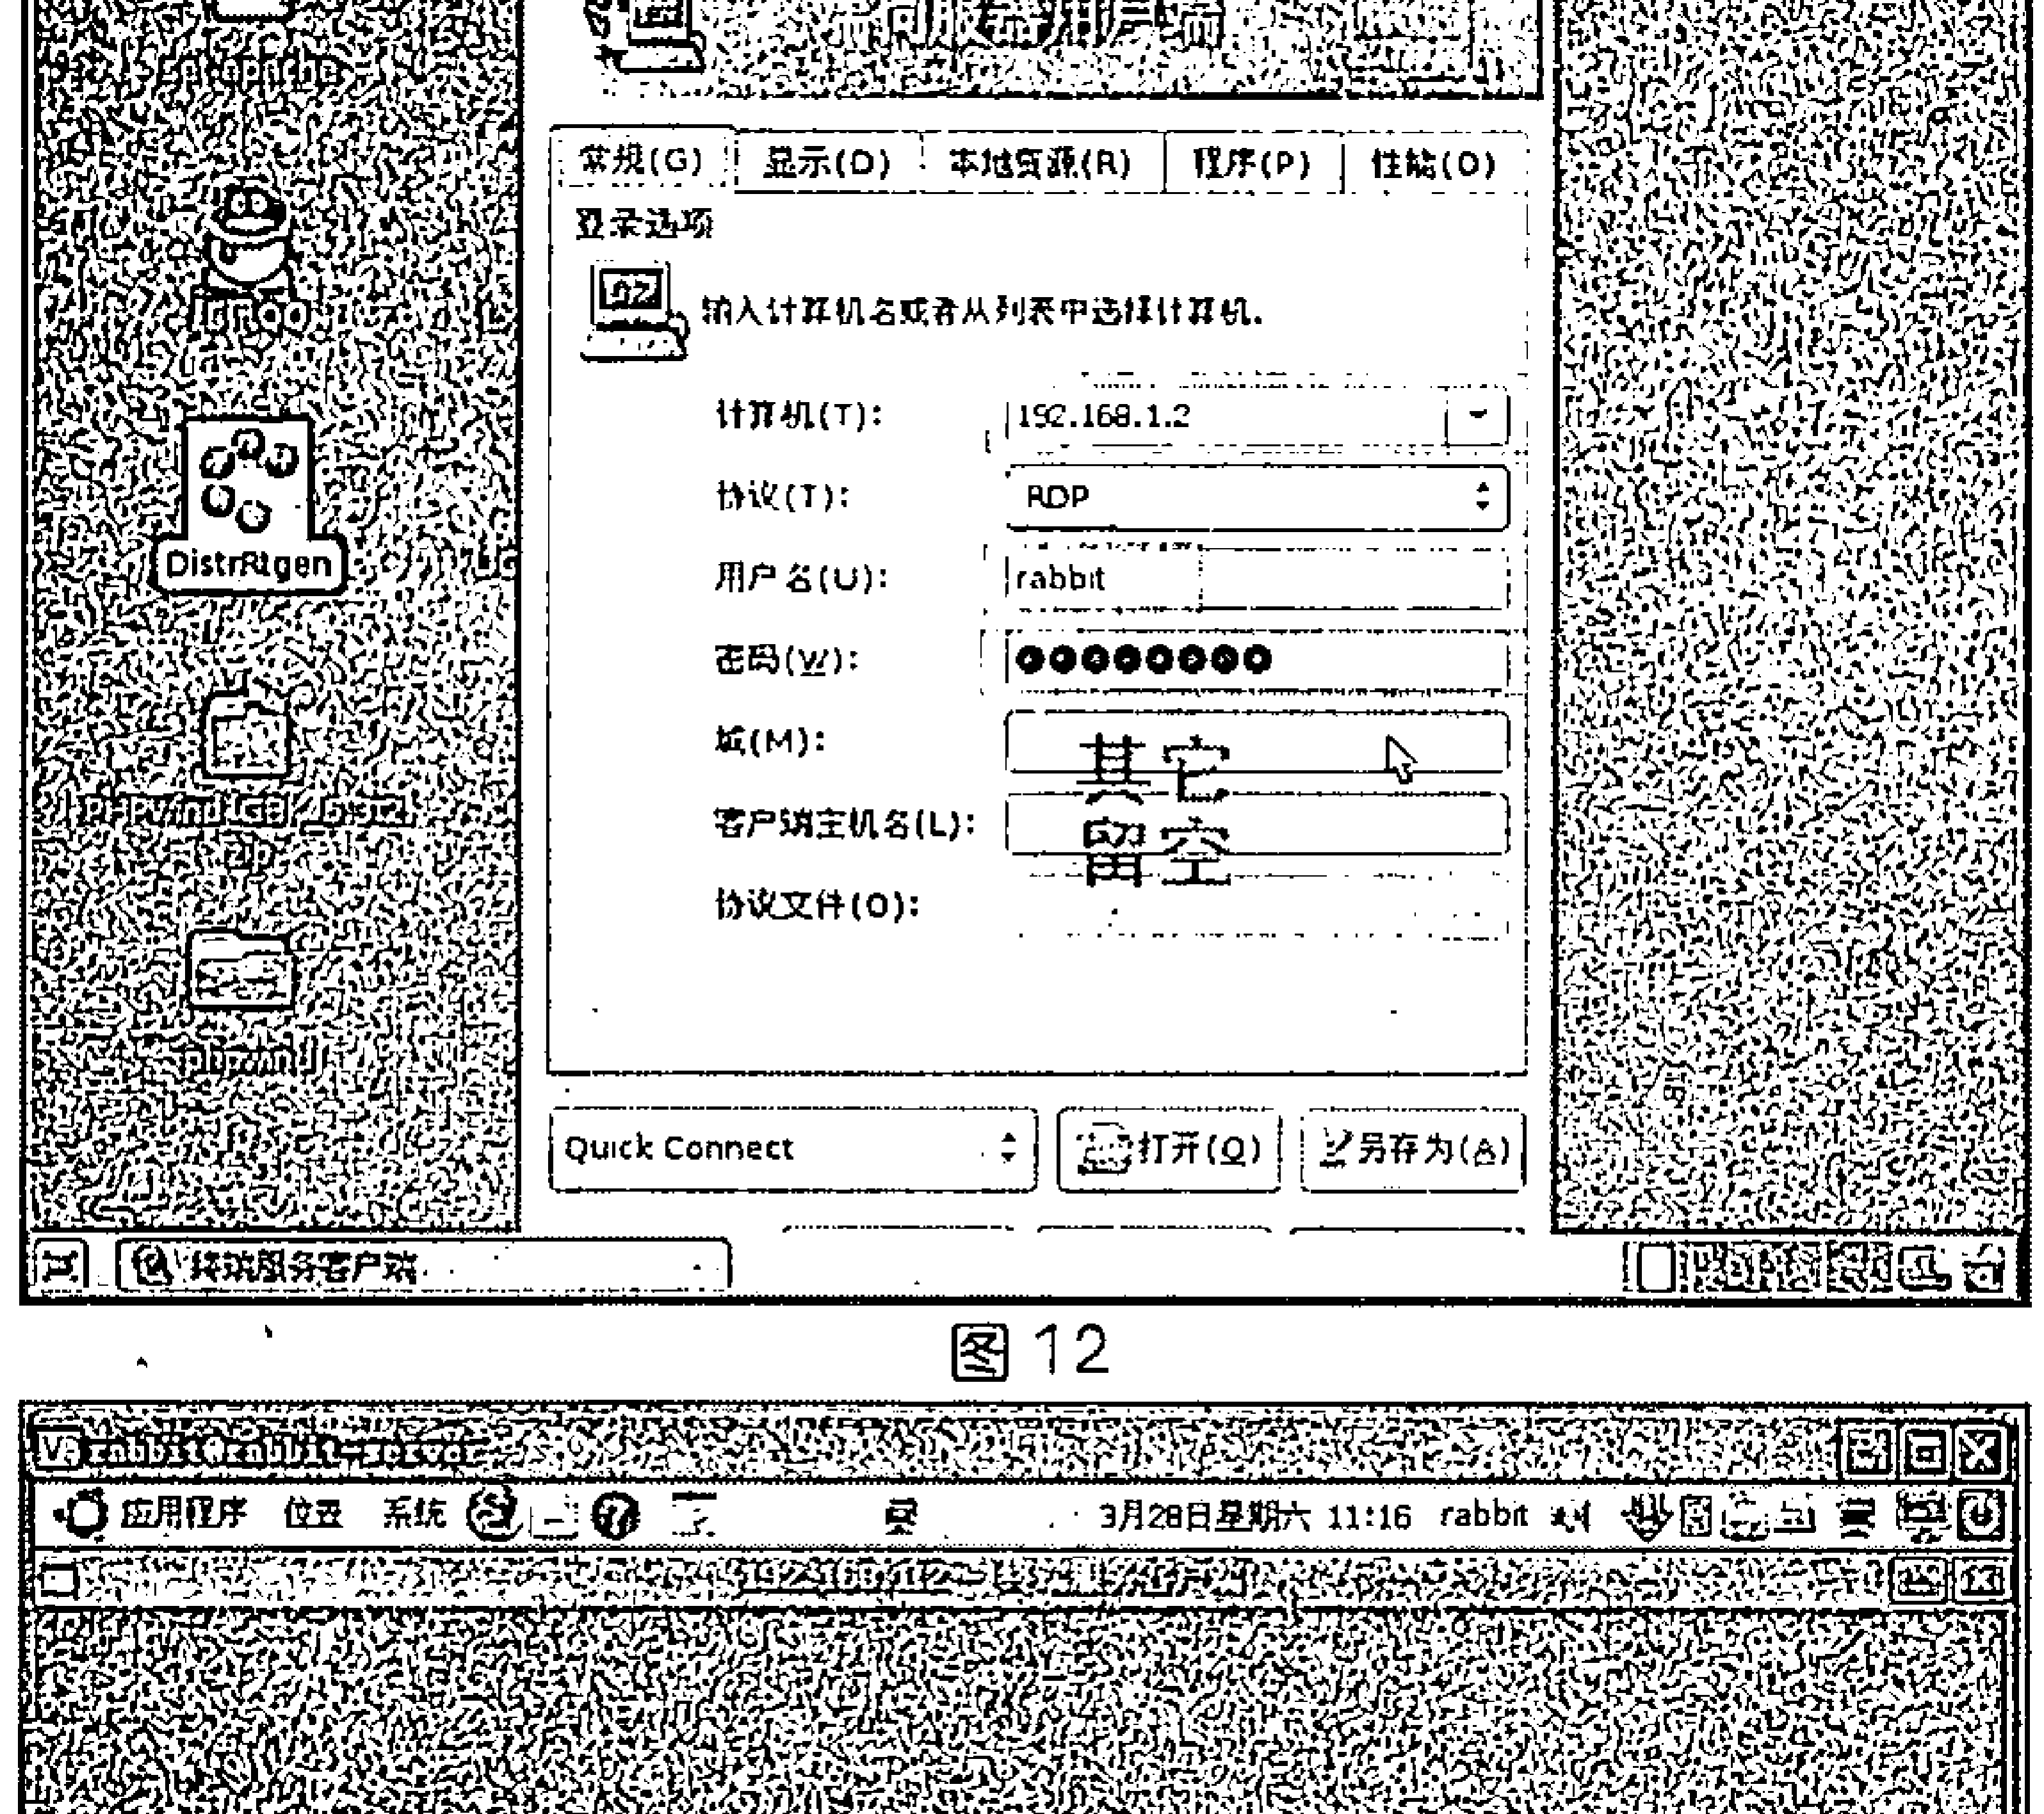 常规(G) 显示(D) 本地资源(R) 程序(P) 性能(O)
登录选项
输入计算机名或者从列表中选择计算机.
计算机(T): 192.168.1.2
协议(T): RDP
DistrRtgen
用户名(U): rabbit
密码(W):
域(M):
其它
客户端主机名(L):
留空
zip
协议文件(O):
Quick Connect 打开(O) 另存为(A)
终端服务客户端
图 12
rabbit@rabbit-server
应用程序 位置 系统 3月28日星期六 11:16 rabbit